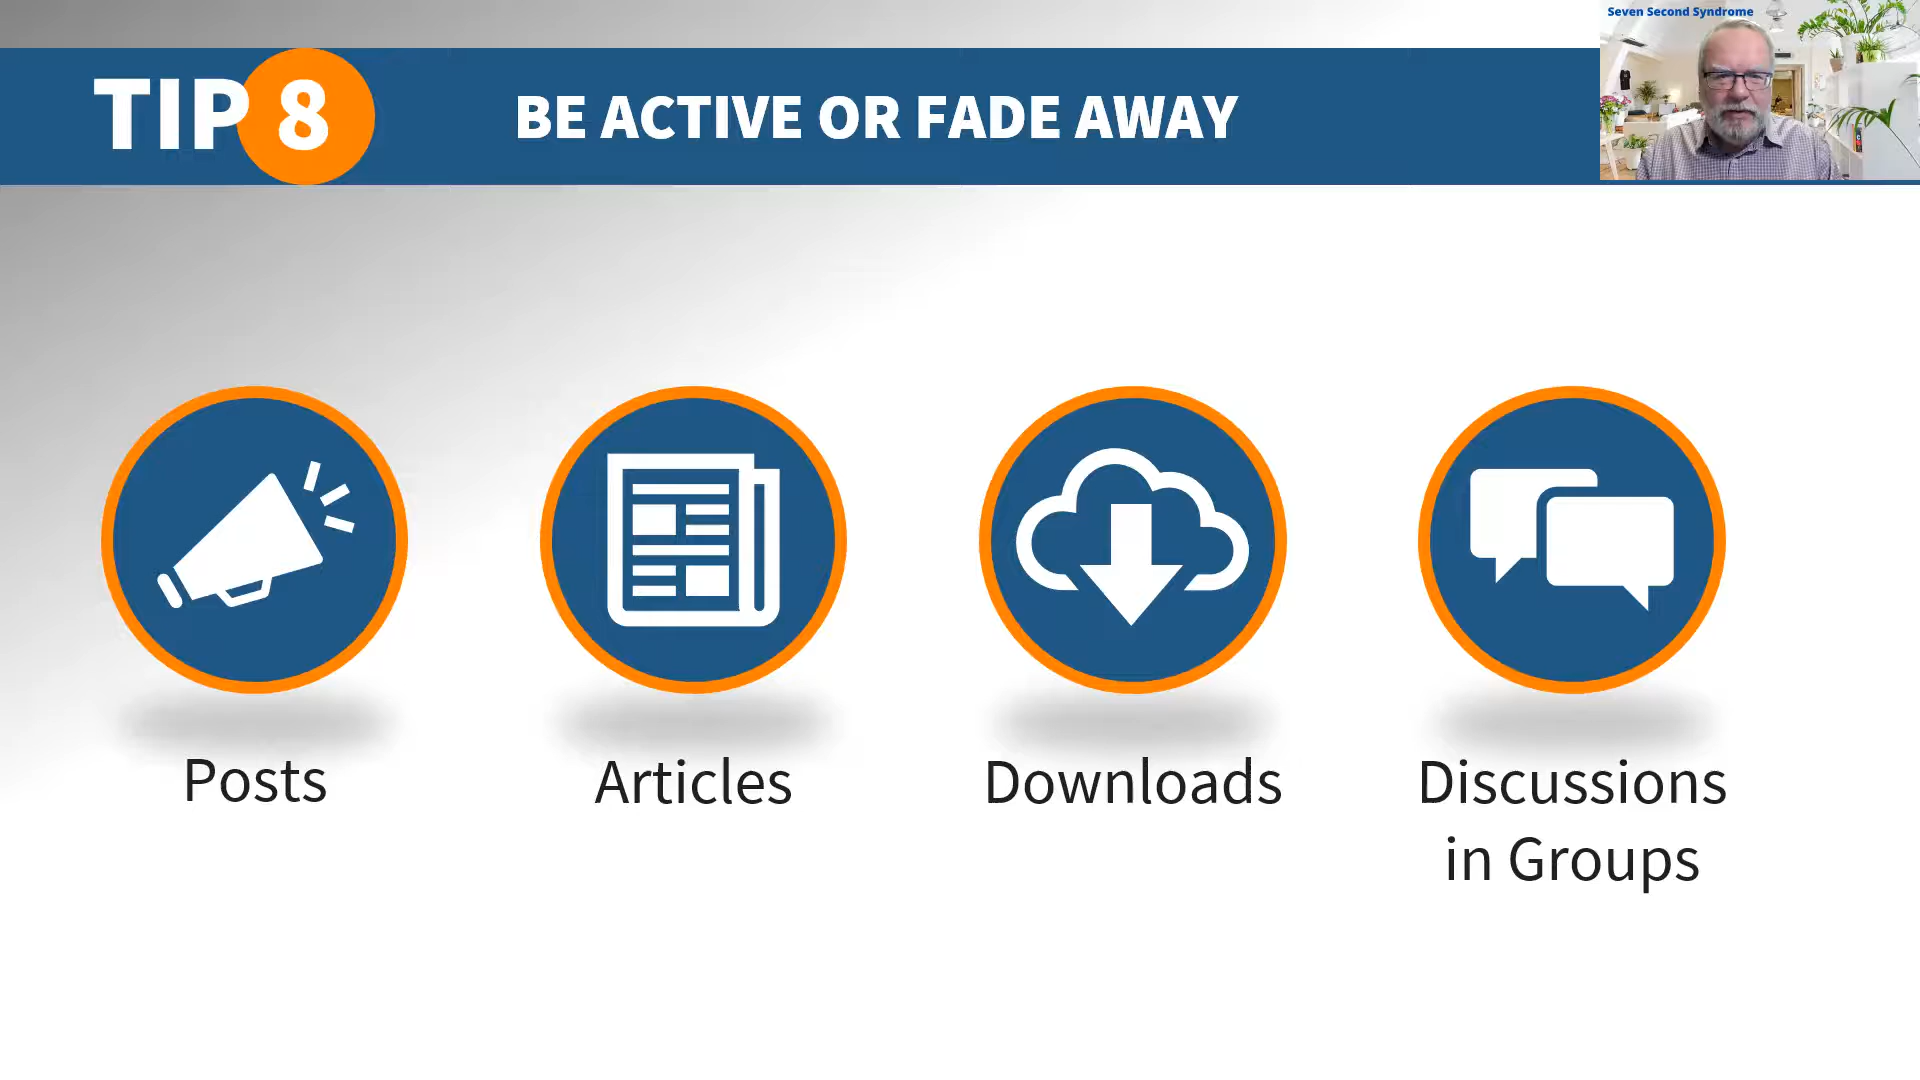 Seven Second Syndrome
TIP 8
BE ACTIVE OR FADE AWAY
Posts
Articles
Downloads
Discussions
in Groups